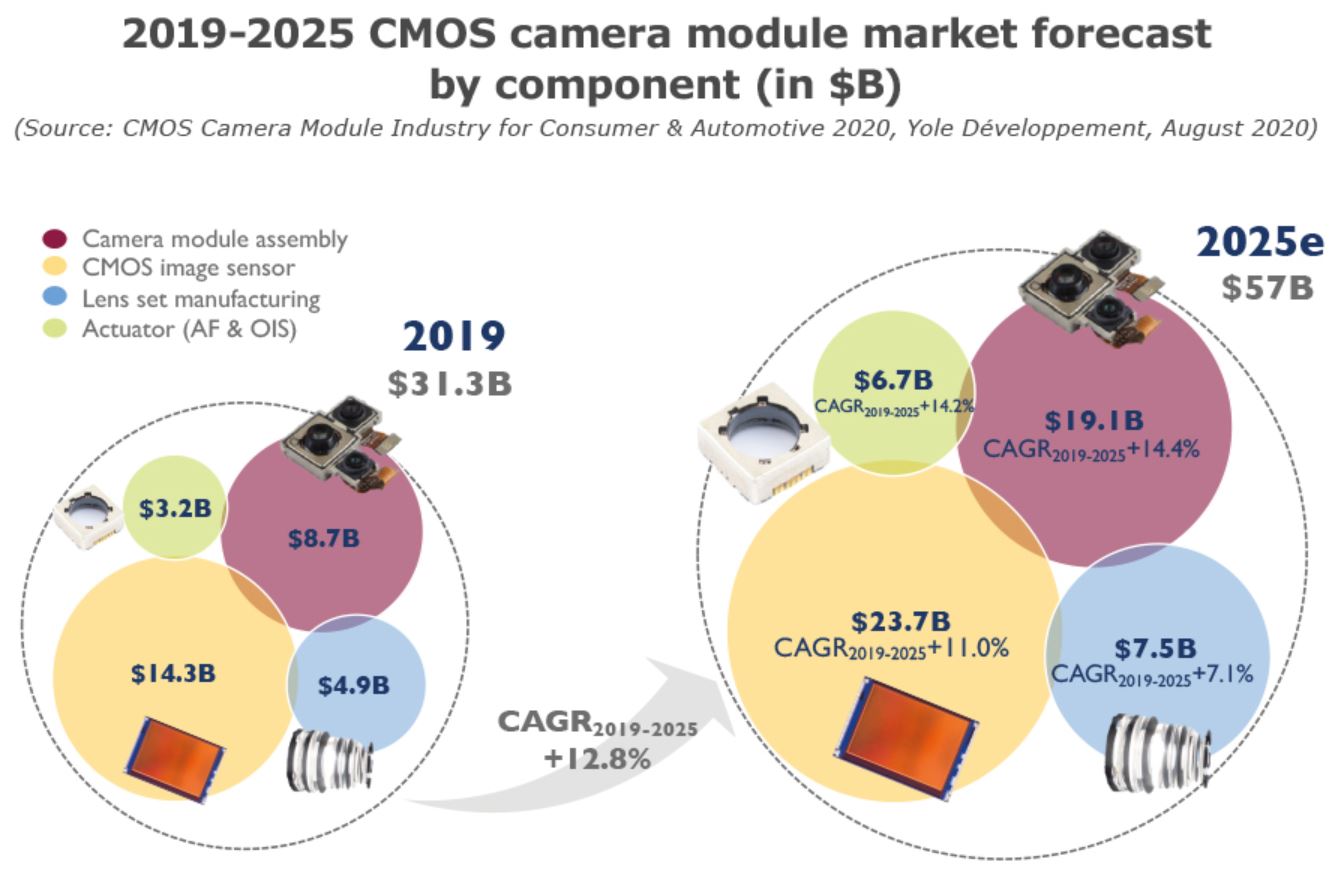 2019-2025 CMOS camera module market forecast
by component (in $B)
(Source: CMOS Camera Module Industry for Consumer & Automotive 2020, Yole Développement, August 2020)
Camera module assembly
CMOS image sensor
Lens set manufacturing
Actuator (AF & OIS)
2019
$31.3B
$3.2B
$8.7B
$14.3B
$4.9B
CAGR2019-2025
+12.8%
2025e
$57B
$6.7B
CAGR2019-2025+14.2%
$19.1B
CAGR2019-2025+14.4%
$23.7B
CAGR2019-2025+11.0%
$7.5B
CAGR2019-2025+7.1%